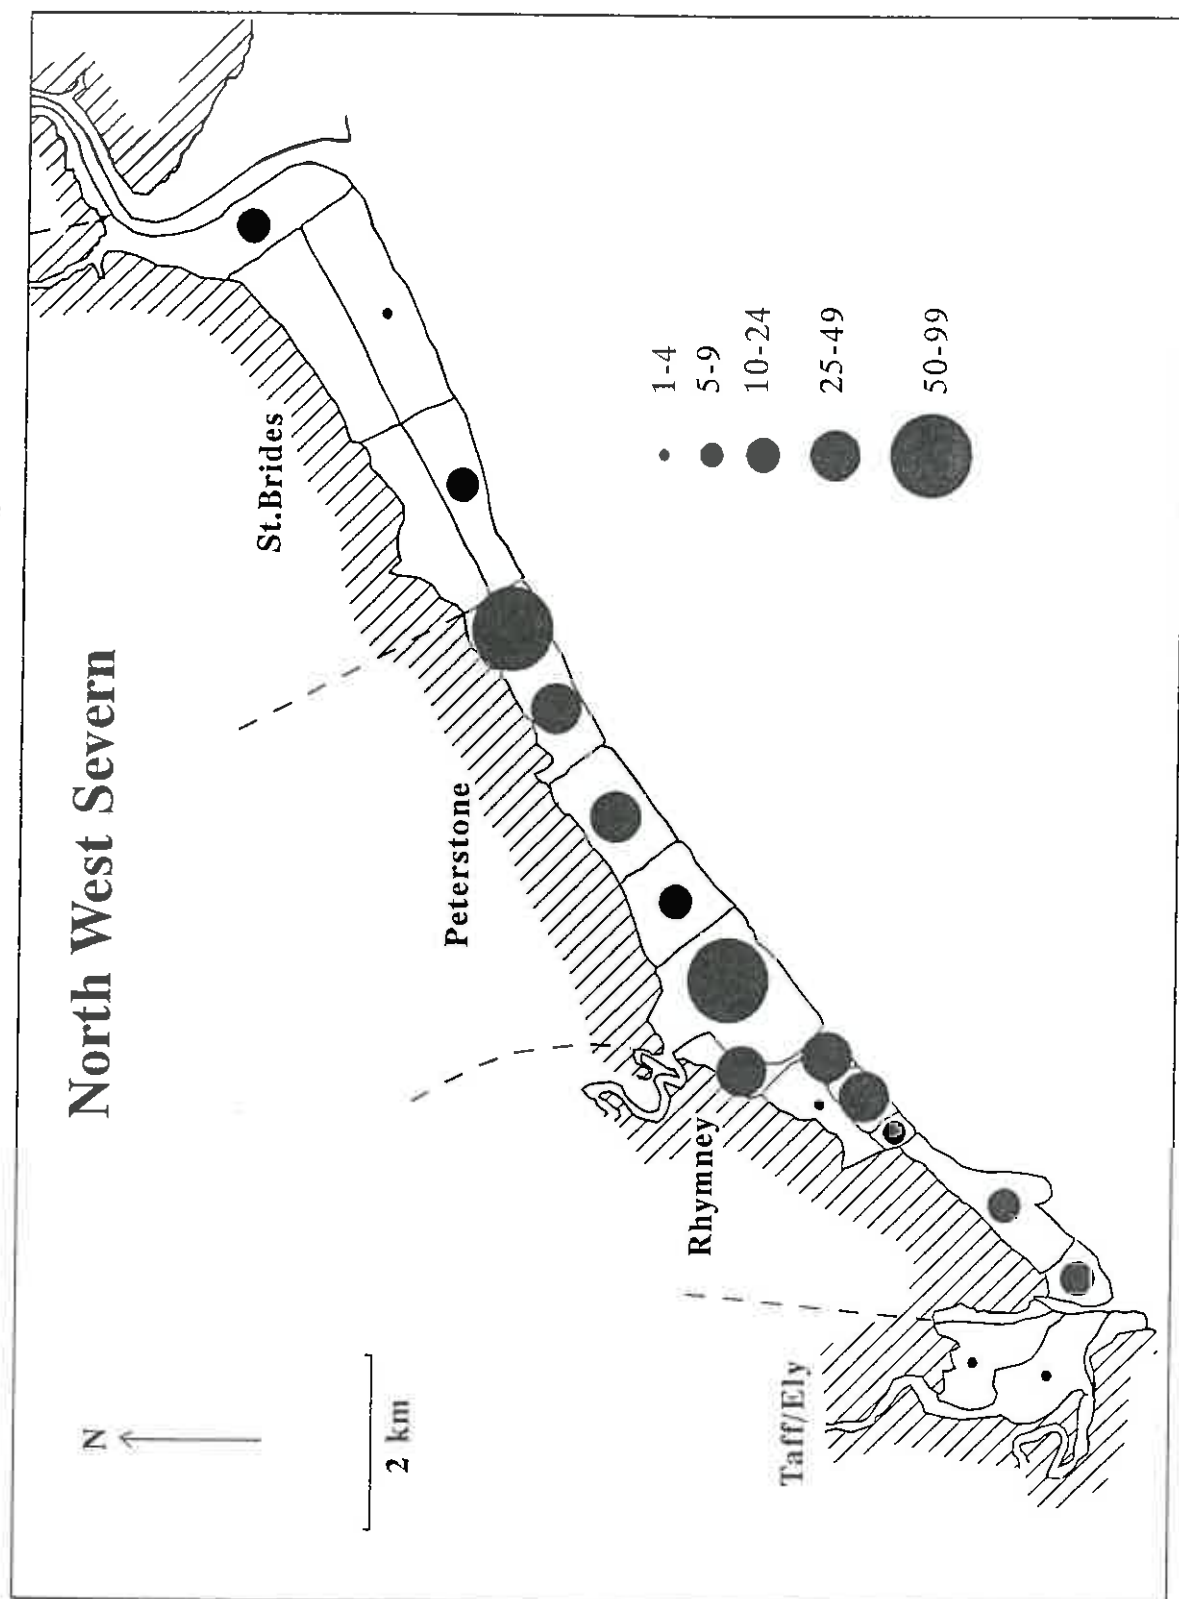 North West Severn
N
2 km
St.Brides
Peterstone
Rhymney
Taff/Ely
1-4
5-9
10-24
25-49
50-99